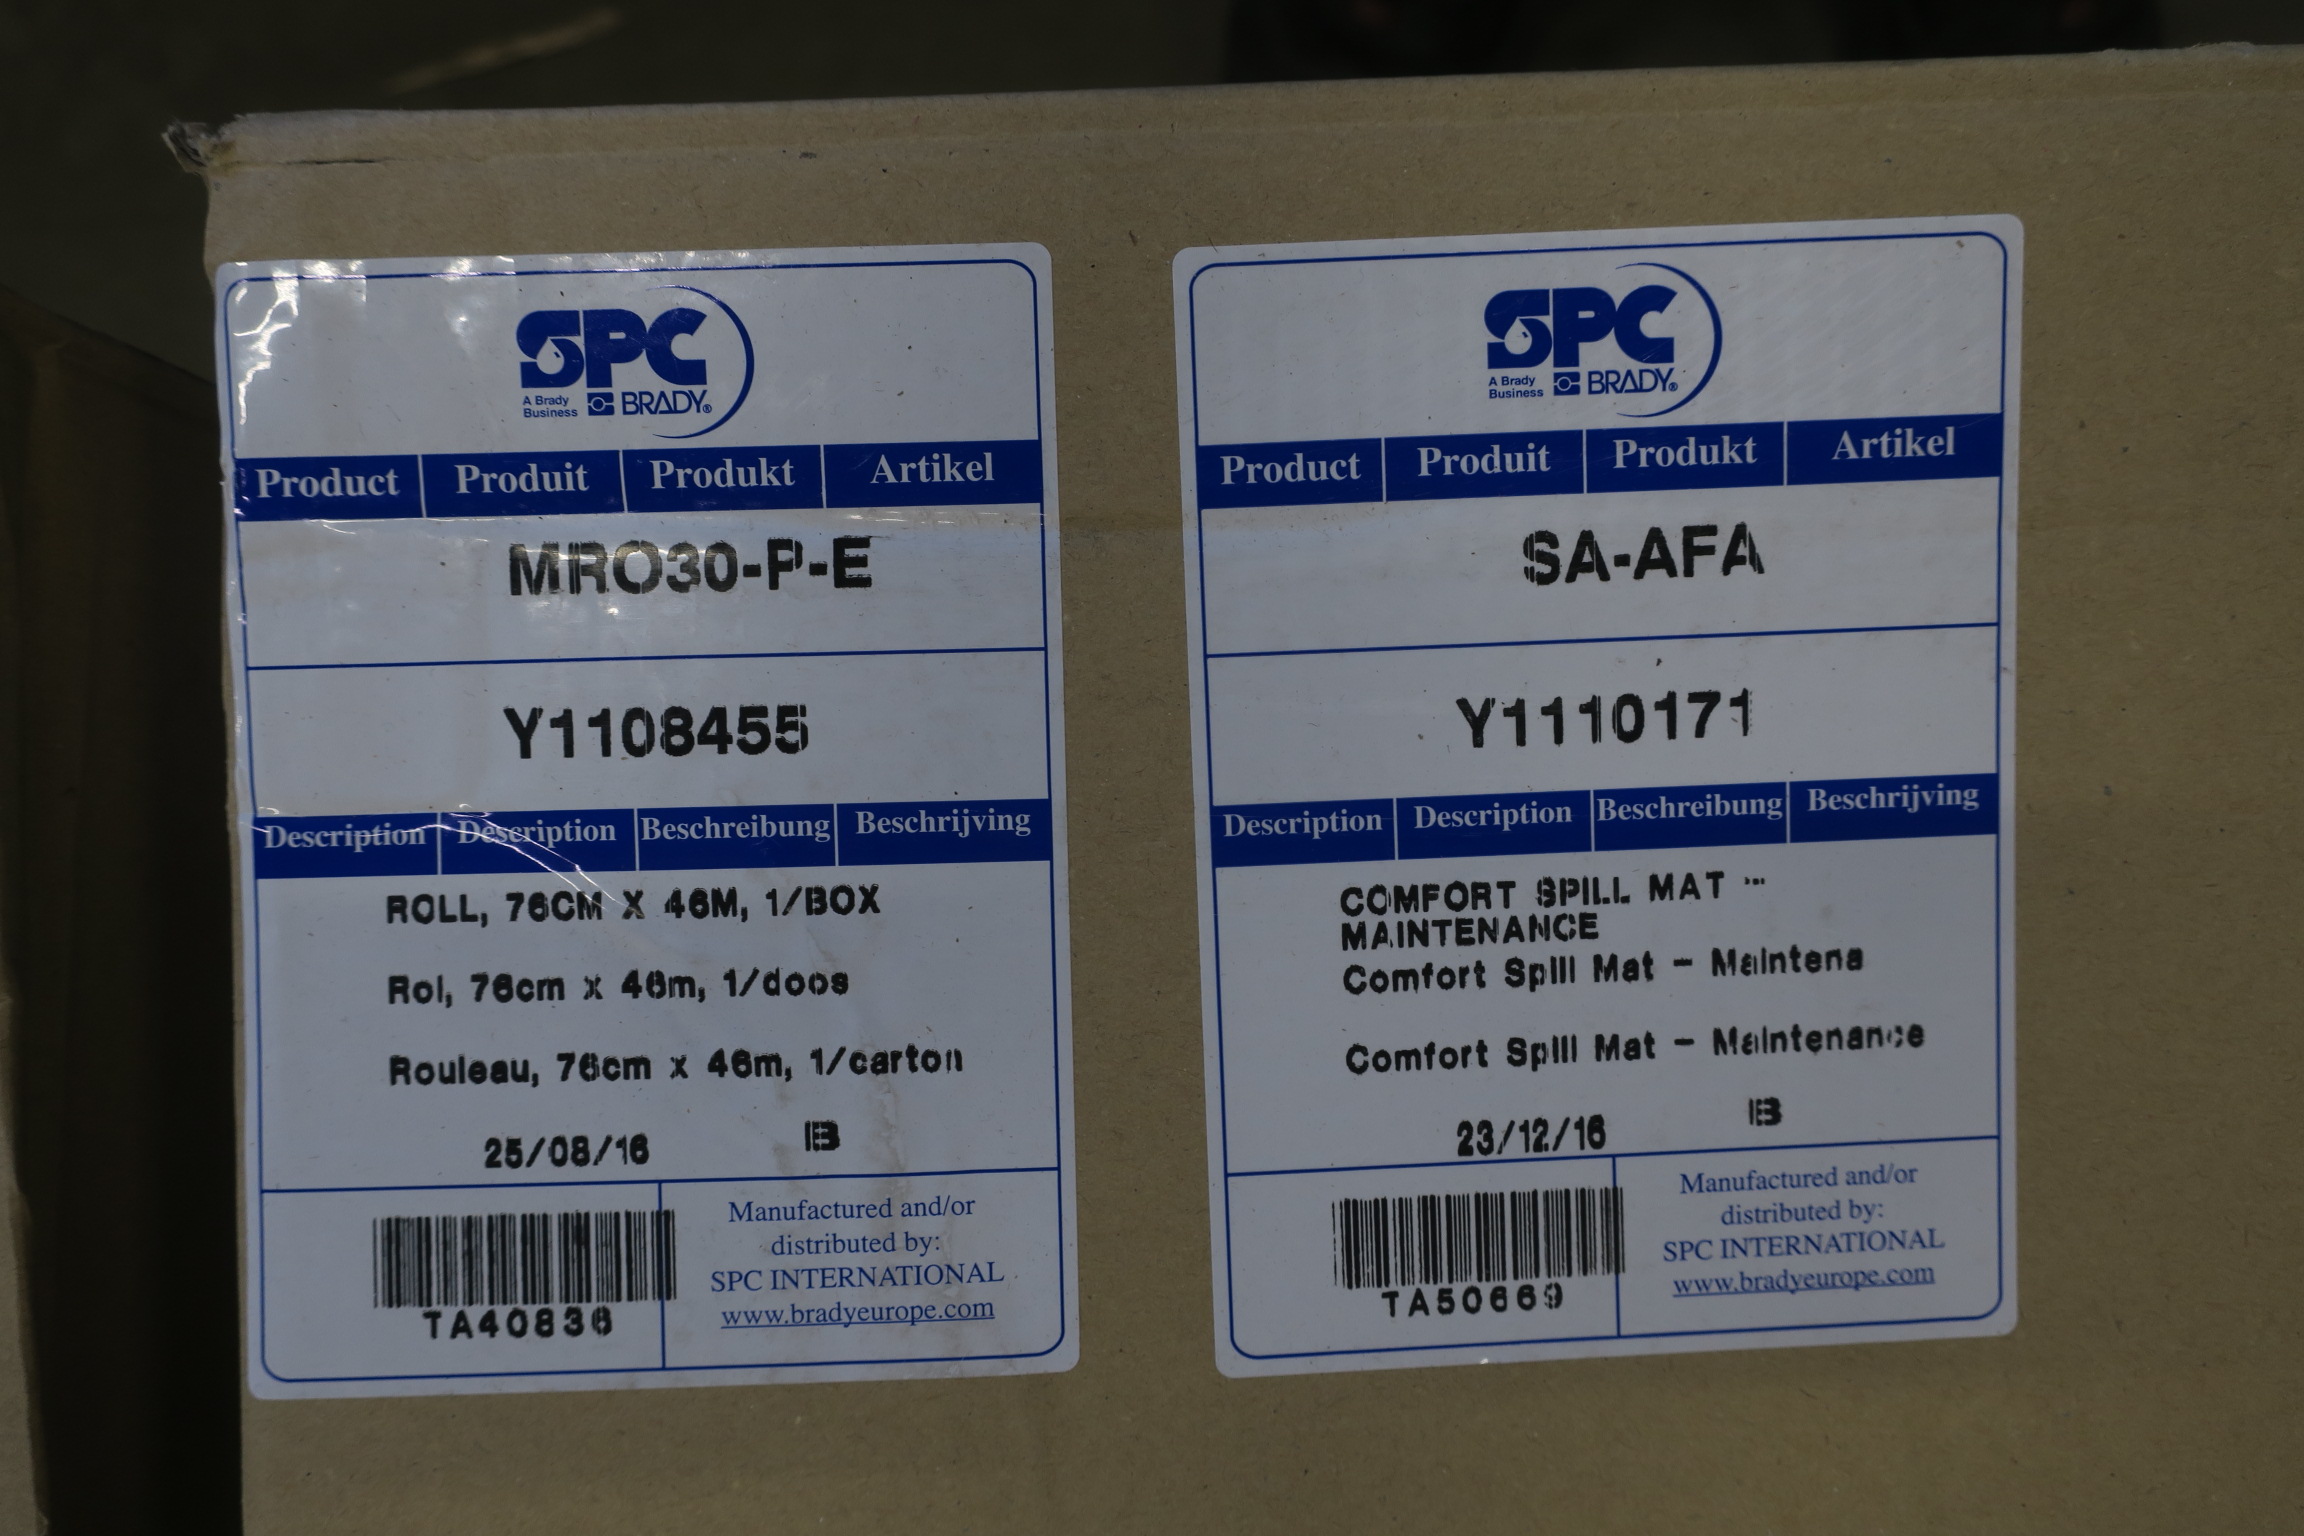 SPC
A Brady
Business
BRADY®
Product Produit Produkt Artikel
MRO30-P-E
Y1108455
Description Description Beschreibung Beschrijving
ROLL, 76CM X 46M, 1/BOX
Rol, 76cm x 46m, 1/doos
Rouleau, 76cm x 46m, 1/carton
25/08/16 IB
TA40836
Manufactured and/or
distributed by:
SPC INTERNATIONAL
www.bradyeurope.com
SPC
A Brady
Business
BRADY®
Product Produit Produkt Artikel
SA-AFA
Y1110171
Description Description Beschreibung Beschrijving
COMFORT SPILL MAT -
MAINTENANCE
Comfort Spill Mat - Maintena
Comfort Spill Mat - Maintenance
23/12/16 IB
TA50669
Manufactured and/or
distributed by:
SPC INTERNATIONAL
www.bradyeurope.com